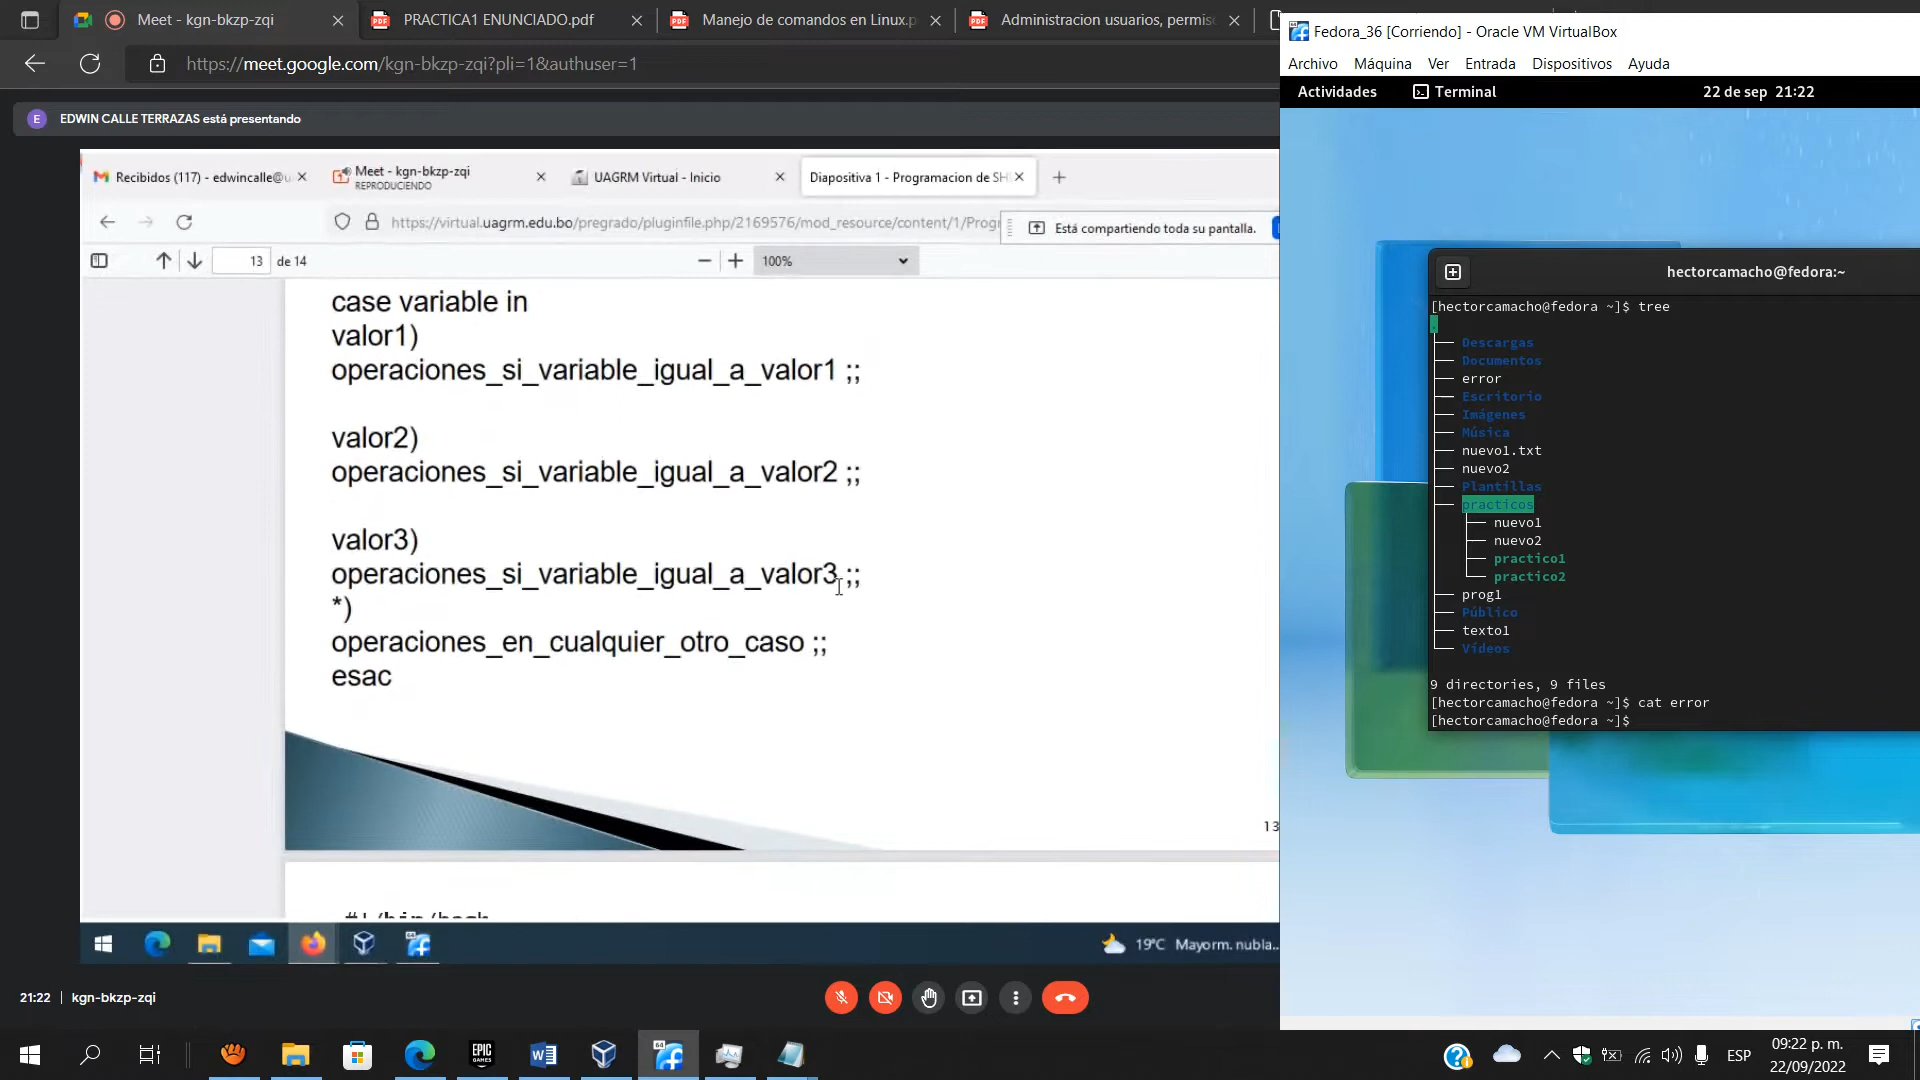 Meet - kgn-bkzp-zqi
PRACTICA1 ENUNCIADO.pdf
Manejo de comandos en Linux.p
Administracion usuarios, permis
https://meet.google.com/kgn-bkzp-zqi?pli=1&authuser=1
E EDWIN CALLE TERRAZAS está presentando
Recibidos (117) - edwincalle@u
Meet - kgn-bkzp-zqi
REPRODUCIENDO
UAGRM Virtual - Inicio
Diapositiva 1 - Programacion de SH
https://virtual.uagrm.edu.bo/pregrado/pluginfile.php/2169576/mod_resource/content/1/Progr
Está compartiendo toda su pantalla.
13 de 14
100%
case variable in
valor1)
operaciones_si_variable_igual_a_valor1 ;;
valor2)
operaciones_si_variable_igual_a_valor2 ;;
valor3)
operaciones_si_variable_igual_a_valor3 ;;
*)
operaciones_en_cualquier_otro_caso ;;
esac
13
#! /bin/bash
19°C Mayorm. nubla...
21:22 | kgn-bkzp-zqi
Fedora_36 [Corriendo] - Oracle VM VirtualBox
Archivo Máquina Ver Entrada Dispositivos Ayuda
Actividades Terminal 22 de sep 21:22
hectorcamacho@fedora:~
[hectorcamacho@fedora ~]$ tree
.
├── Descargas
├── Documentos
├── error
├── Escritorio
├── Imágenes
├── Música
├── nuevo1.txt
├── nuevo2
├── Plantillas
├── practicos
│   ├── nuevo1
│   ├── nuevo2
│   ├── practico1
│   └── practico2
├── prog1
├── Público
├── texto1
└── Vídeos
9 directories, 9 files
[hectorcamacho@fedora ~]$ cat error
[hectorcamacho@fedora ~]$
EPIC GAMES
ESP
09:22 p. m.
22/09/2022